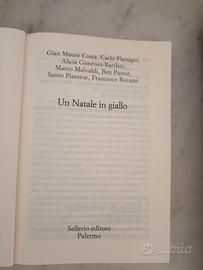 Gian Mauro Costa, Carlo Flamigni,
Alicia Giménez-Bartlett,
Marco Malvaldi, Ben Pastor,
Santo Piazzese, Francesco Recami
Un Natale in giallo
Sellerio editore
Palermo
subito